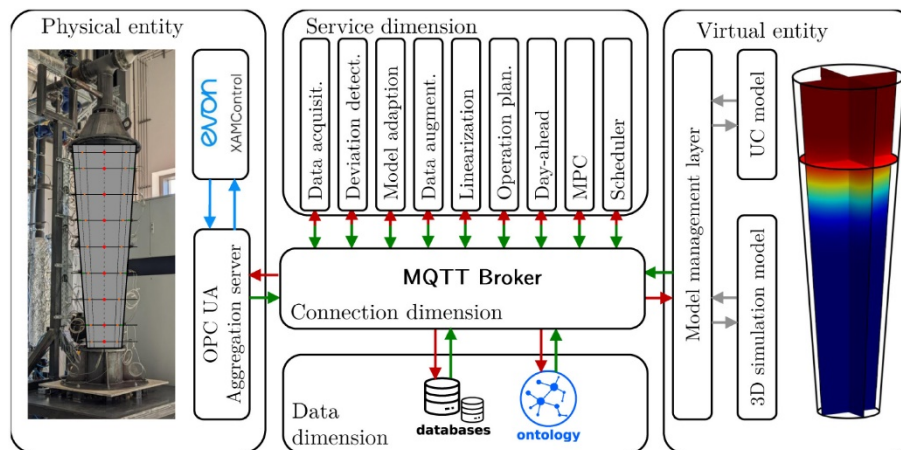 Physical entity
evon
XAMControl
OPC UA
Aggregation server
Service dimension
Data acquisit.
Deviation detect.
Model adaption
Data augment.
Linearization
Operation plan.
Day-ahead
MPC
Scheduler
MQTT Broker
Connection dimension
Data
dimension
databases
ontology
Virtual entity
Model management layer
UC model
3D simulation model